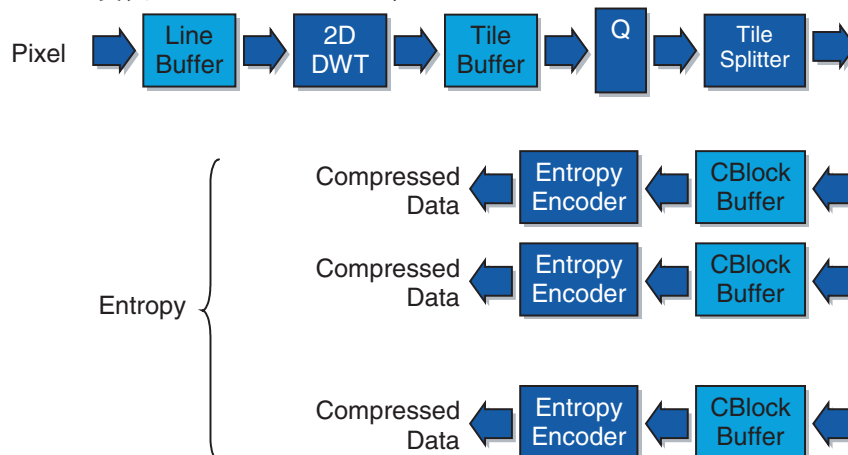 Pixel
Line
Buffer
2D
DWT
Tile
Buffer
Q
Tile
Splitter
Compressed
Data
Entropy
Encoder
CBlock
Buffer
Compressed
Data
Entropy
Encoder
CBlock
Buffer
Entropy
Compressed
Data
Entropy
Encoder
CBlock
Buffer